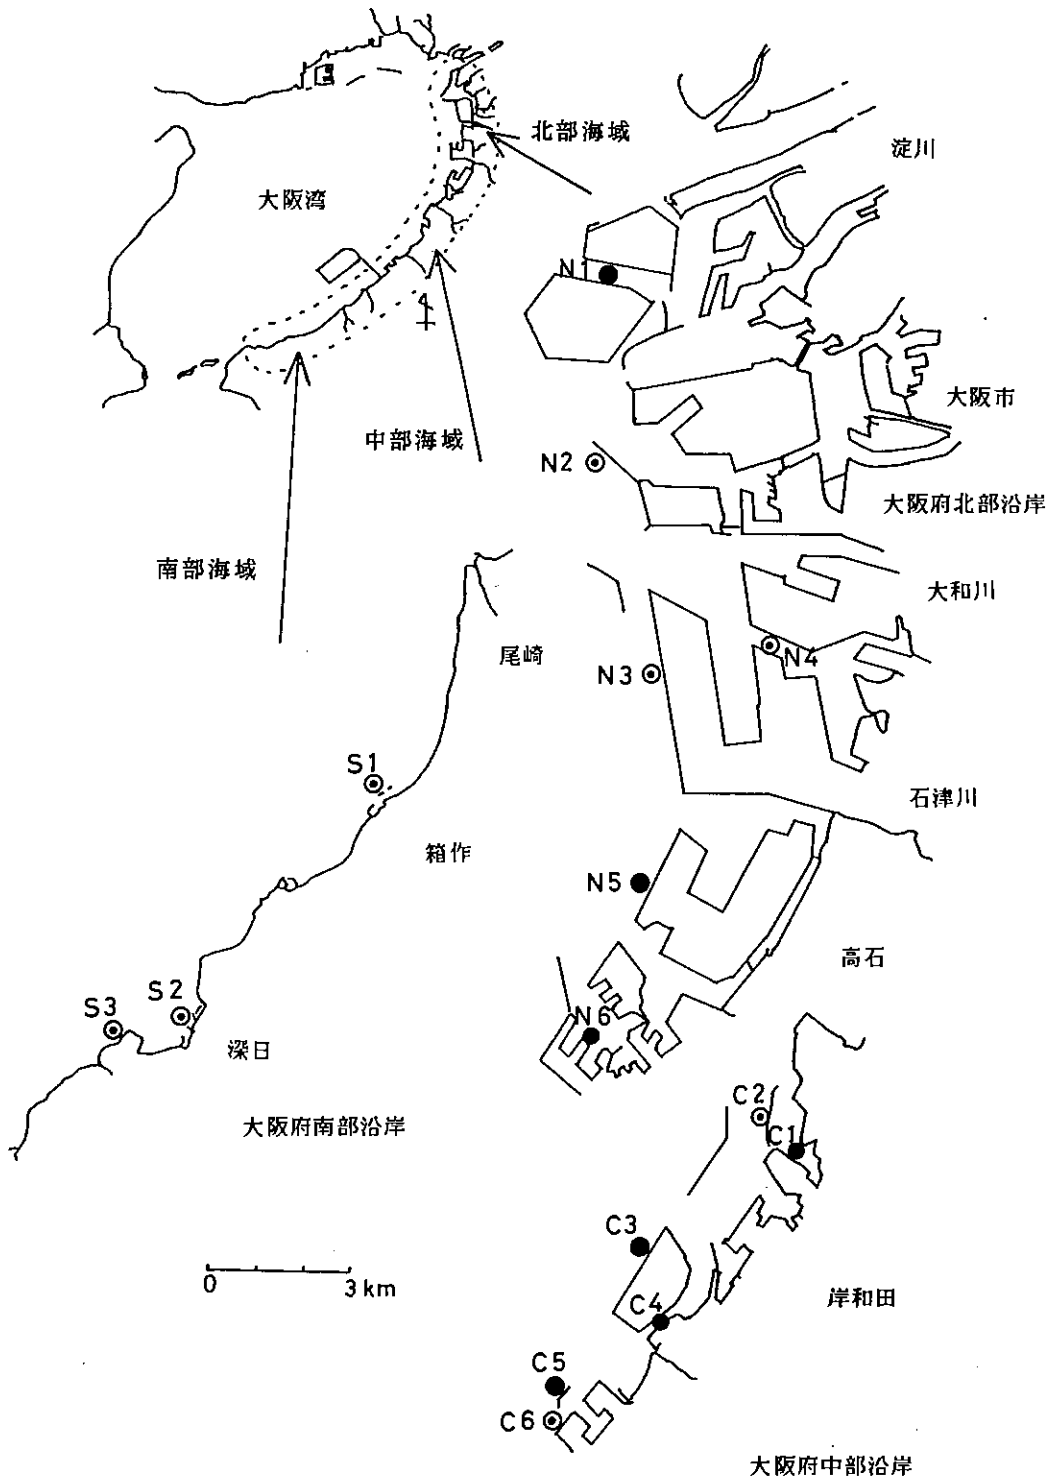 北部海域
淀川
大阪湾
N1
大阪市
中部海域
N2
大阪府北部沿岸
南部海域
大和川
尾崎
N3
N4
S1
石津川
箱作
N5
高石
S3
S2
N6
深日
C2
大阪府南部沿岸
C1
C3
0
3 km
C4
岸和田
C5
C6
大阪府中部沿岸